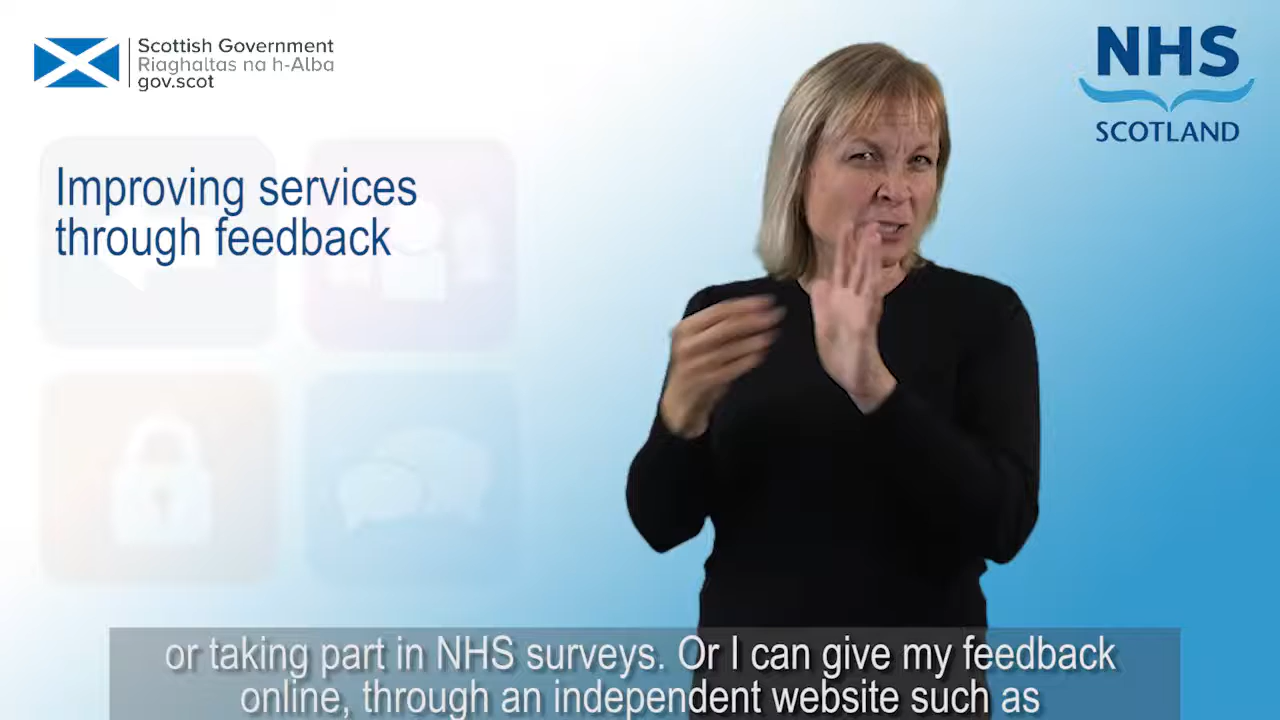 Scottish Government
Riaghaltas na h-Alba
gov.scot
NHS
SCOTLAND
Improving services
through feedback
or taking part in NHS surveys. Or I can give my feedback
online, through an independent website such as